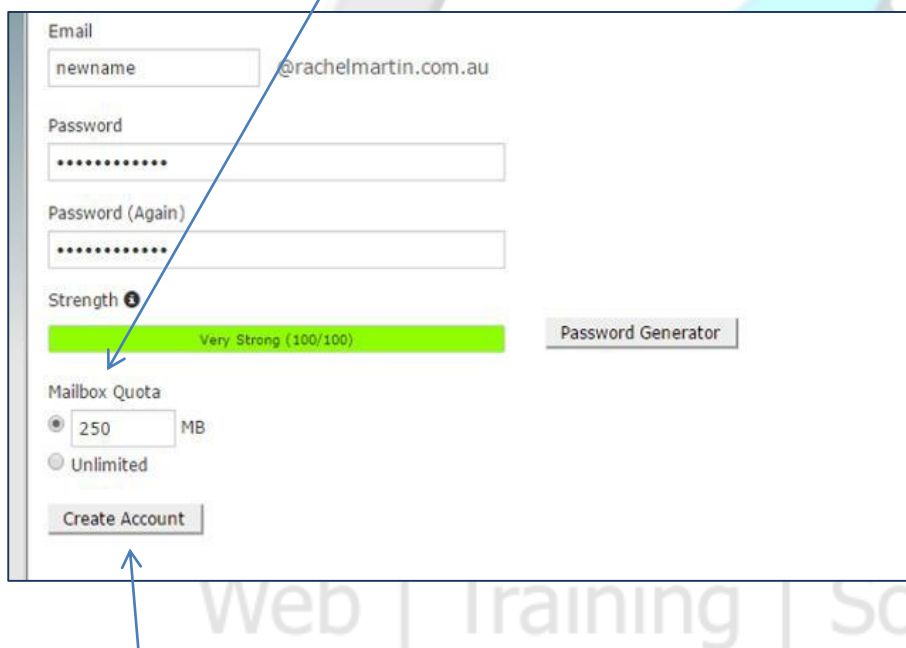 Email
newname @rachelmartin.com.au
Password
••••••••••••
Password (Again)
••••••••••••
Strength
Very Strong (100/100) Password Generator
Mailbox Quota
250 MB
Unlimited
Create Account
Web | Training | So